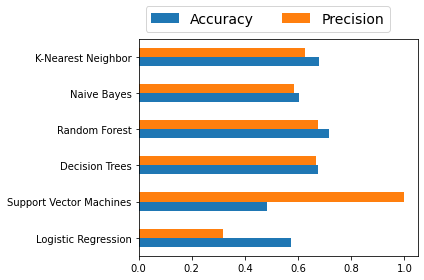 Accuracy Precision
K-Nearest Neighbor
Naive Bayes
Random Forest
Decision Trees
Support Vector Machines
Logistic Regression
0.0 0.2 0.4 0.6 0.8 1.0